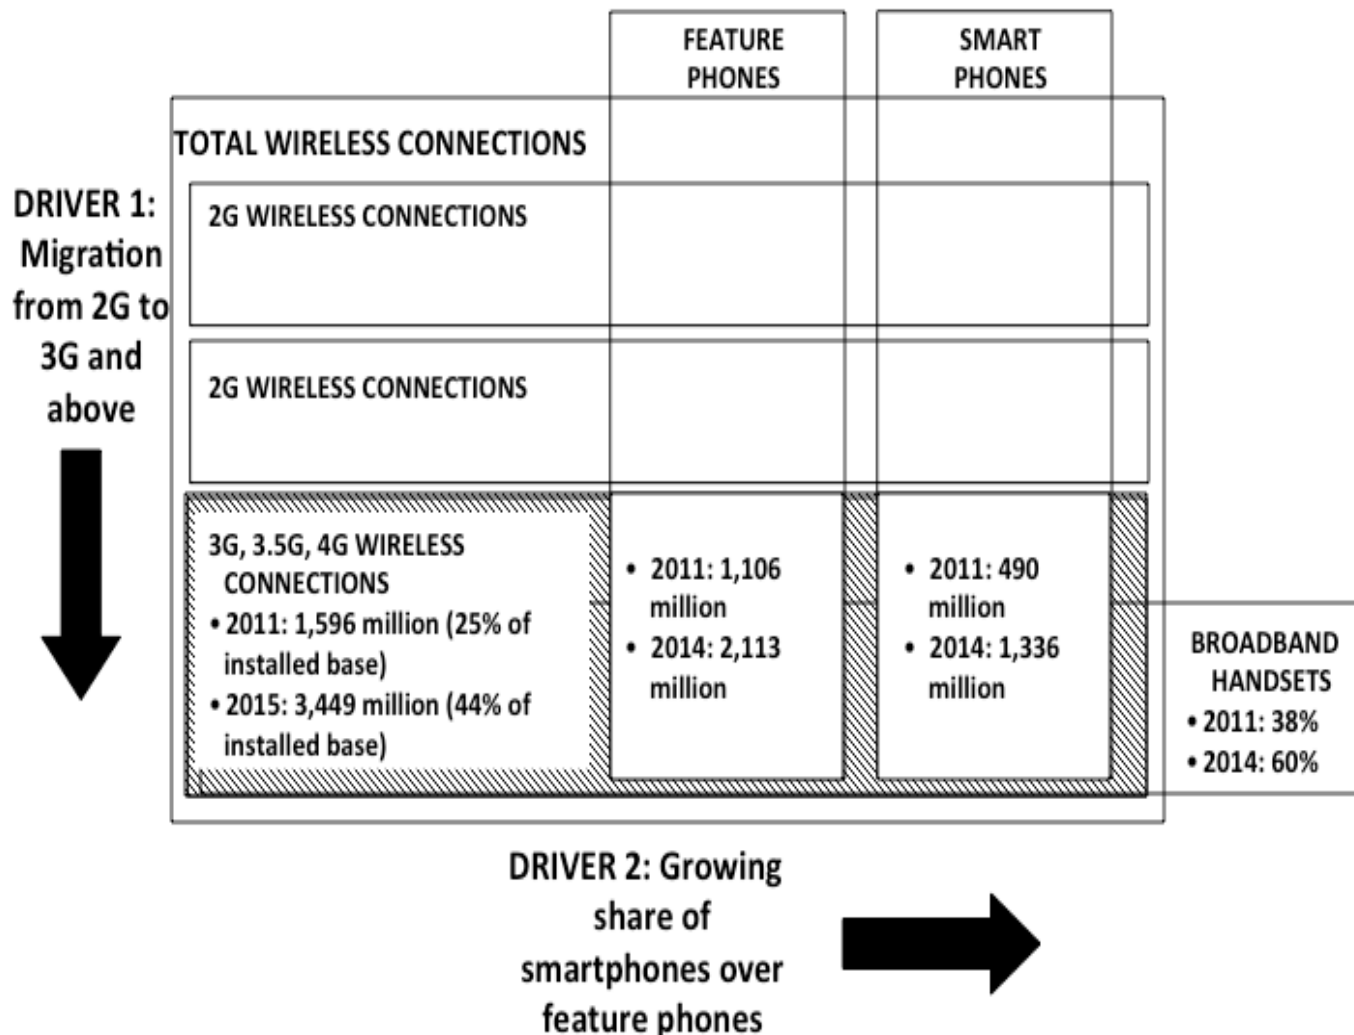 FEATURE
PHONES
SMART
PHONES
TOTAL WIRELESS CONNECTIONS
DRIVER 1:
Migration
from 2G to
3G and
above
2G WIRELESS CONNECTIONS
2G WIRELESS CONNECTIONS
3G, 3.5G, 4G WIRELESS
CONNECTIONS
• 2011: 1,596 million (25% of
installed base)
• 2015: 3,449 million (44% of
installed base)
• 2011: 1,106
million
• 2014: 2,113
million
• 2011: 490
million
• 2014: 1,336
million
BROADBAND
HANDSETS
• 2011: 38%
• 2014: 60%
DRIVER 2: Growing
share of
smartphones over
feature phones